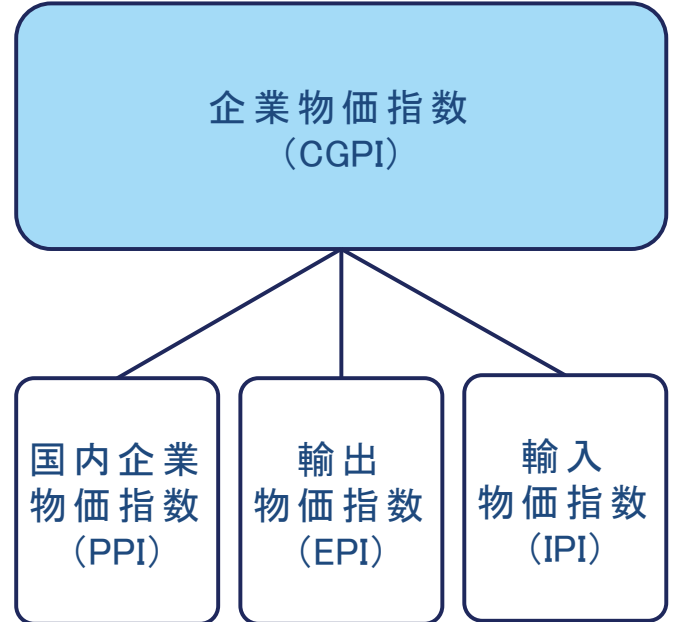 企業物価指数
（CGPI）
国内企業
物価指数
（PPI）
輸出
物価指数
（EPI）
輸入
物価指数
（IPI）